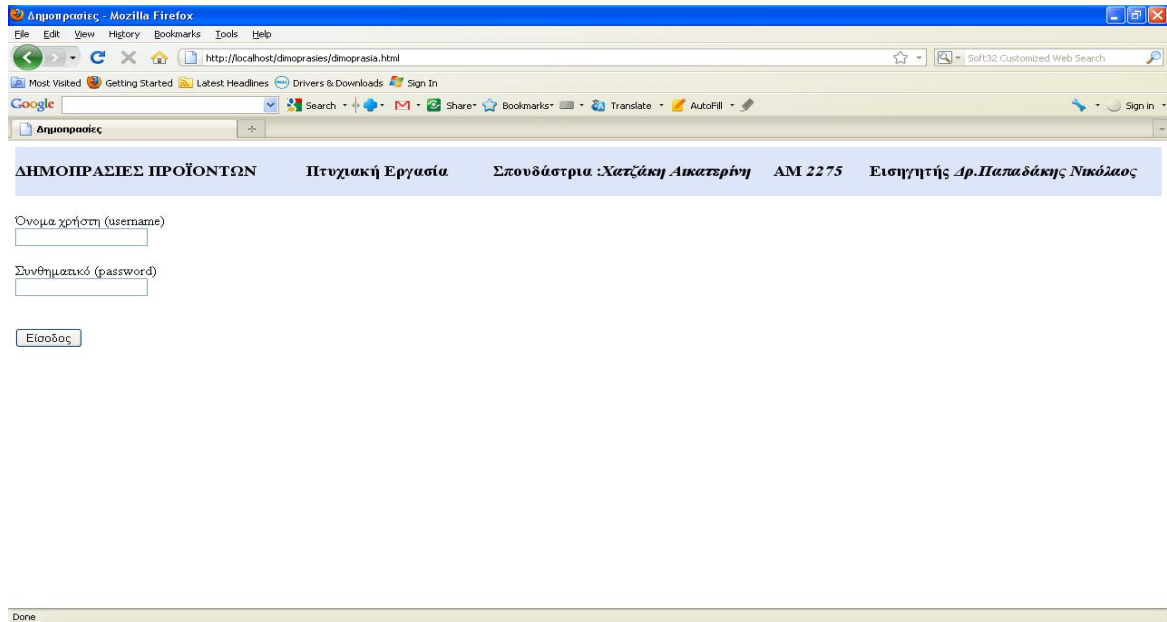 Δημοπρασίες - Mozilla Firefox
File Edit View History Bookmarks Tools Help
http://localhost/dimoprasies/dimoprasia.html Soft32 Customized Web Search
Most Visited Getting Started Latest Headlines Drivers & Downloads Sign In
Google Search Share Bookmarks Translate AutoFill Sign in
Δημοπρασίες
ΔΗΜΟΠΡΑΣΙΕΣ ΠΡΟΪΟΝΤΩΝ Πτυχιακή Εργασία Σπουδάστρια :Χατζάκη Αικατερίνη ΑΜ 2275 Εισηγητής Δρ.Παπαδάκης Νικόλαος
Όνομα χρήστη (username)
Συνθηματικό (password)
Είσοδος
Done